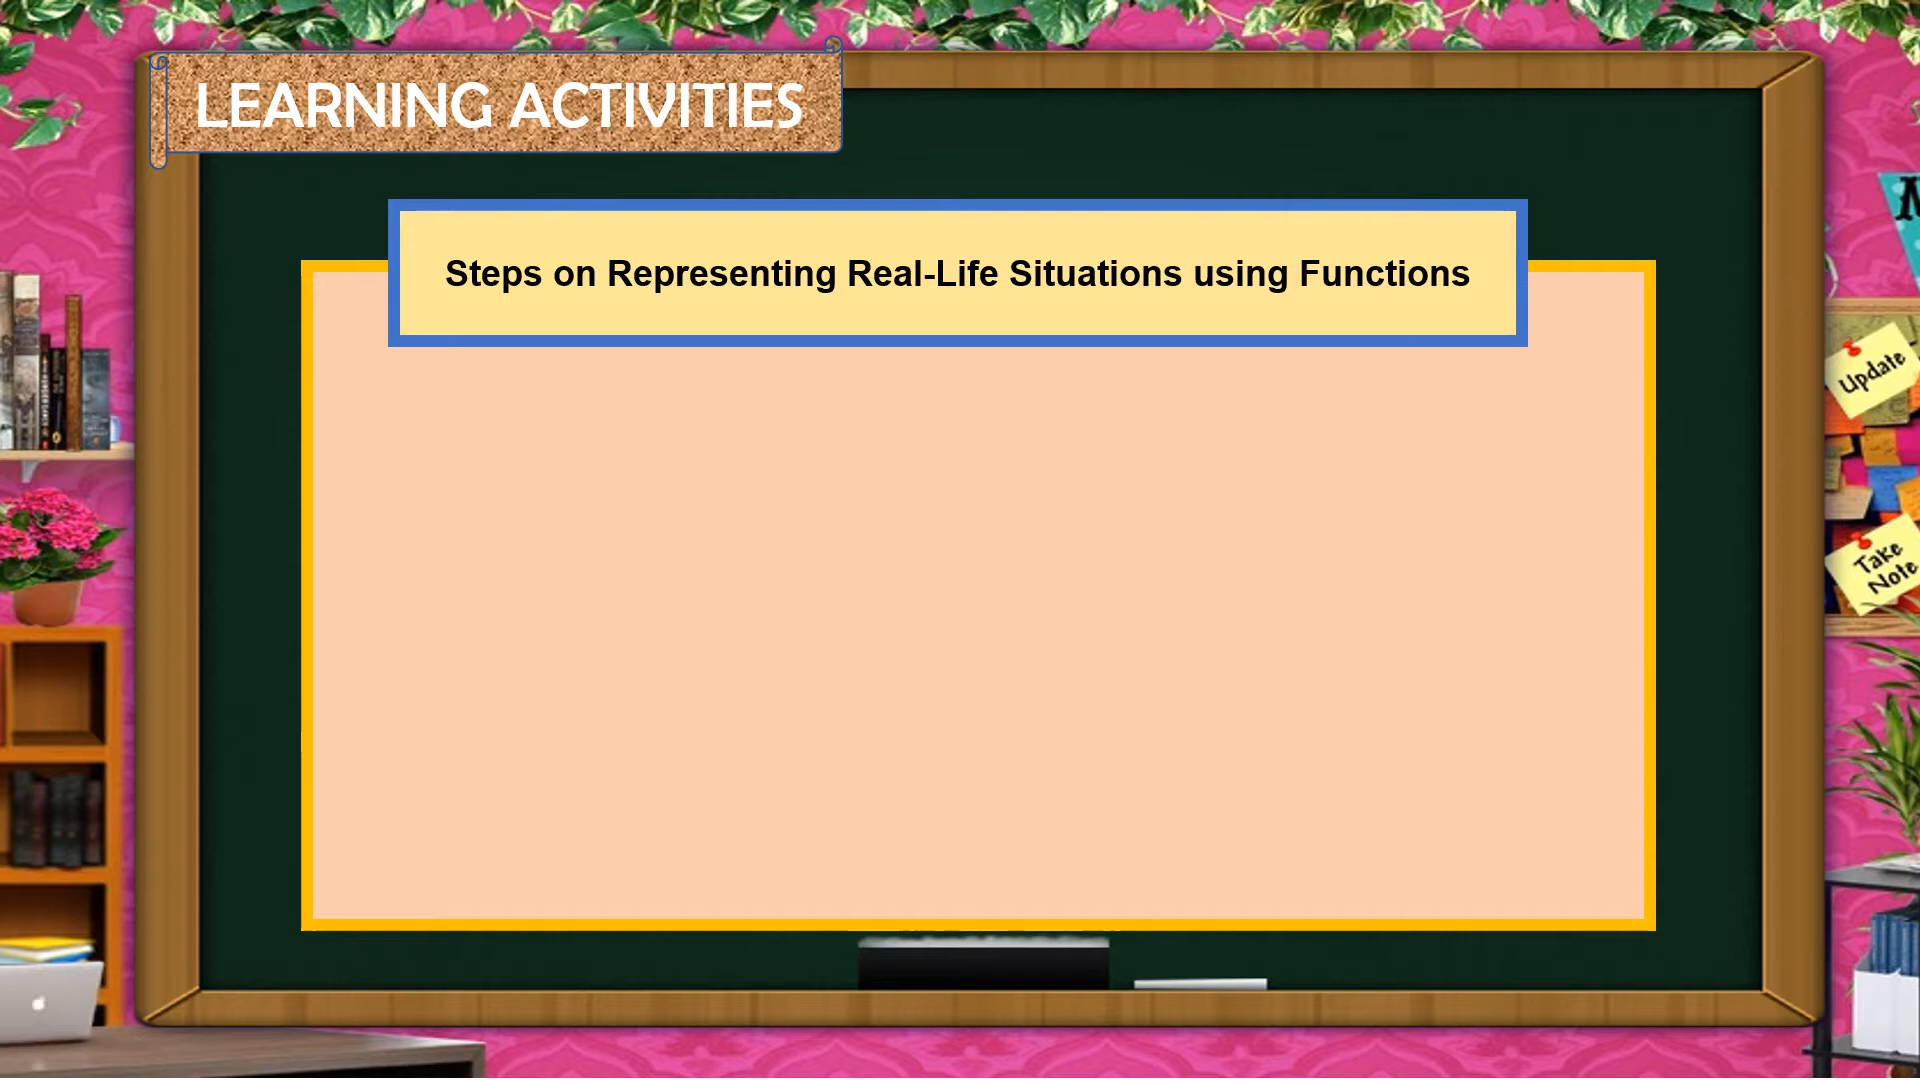 LEARNING ACTIVITIES
Steps on Representing Real-Life Situations using Functions
Update
Take
Note